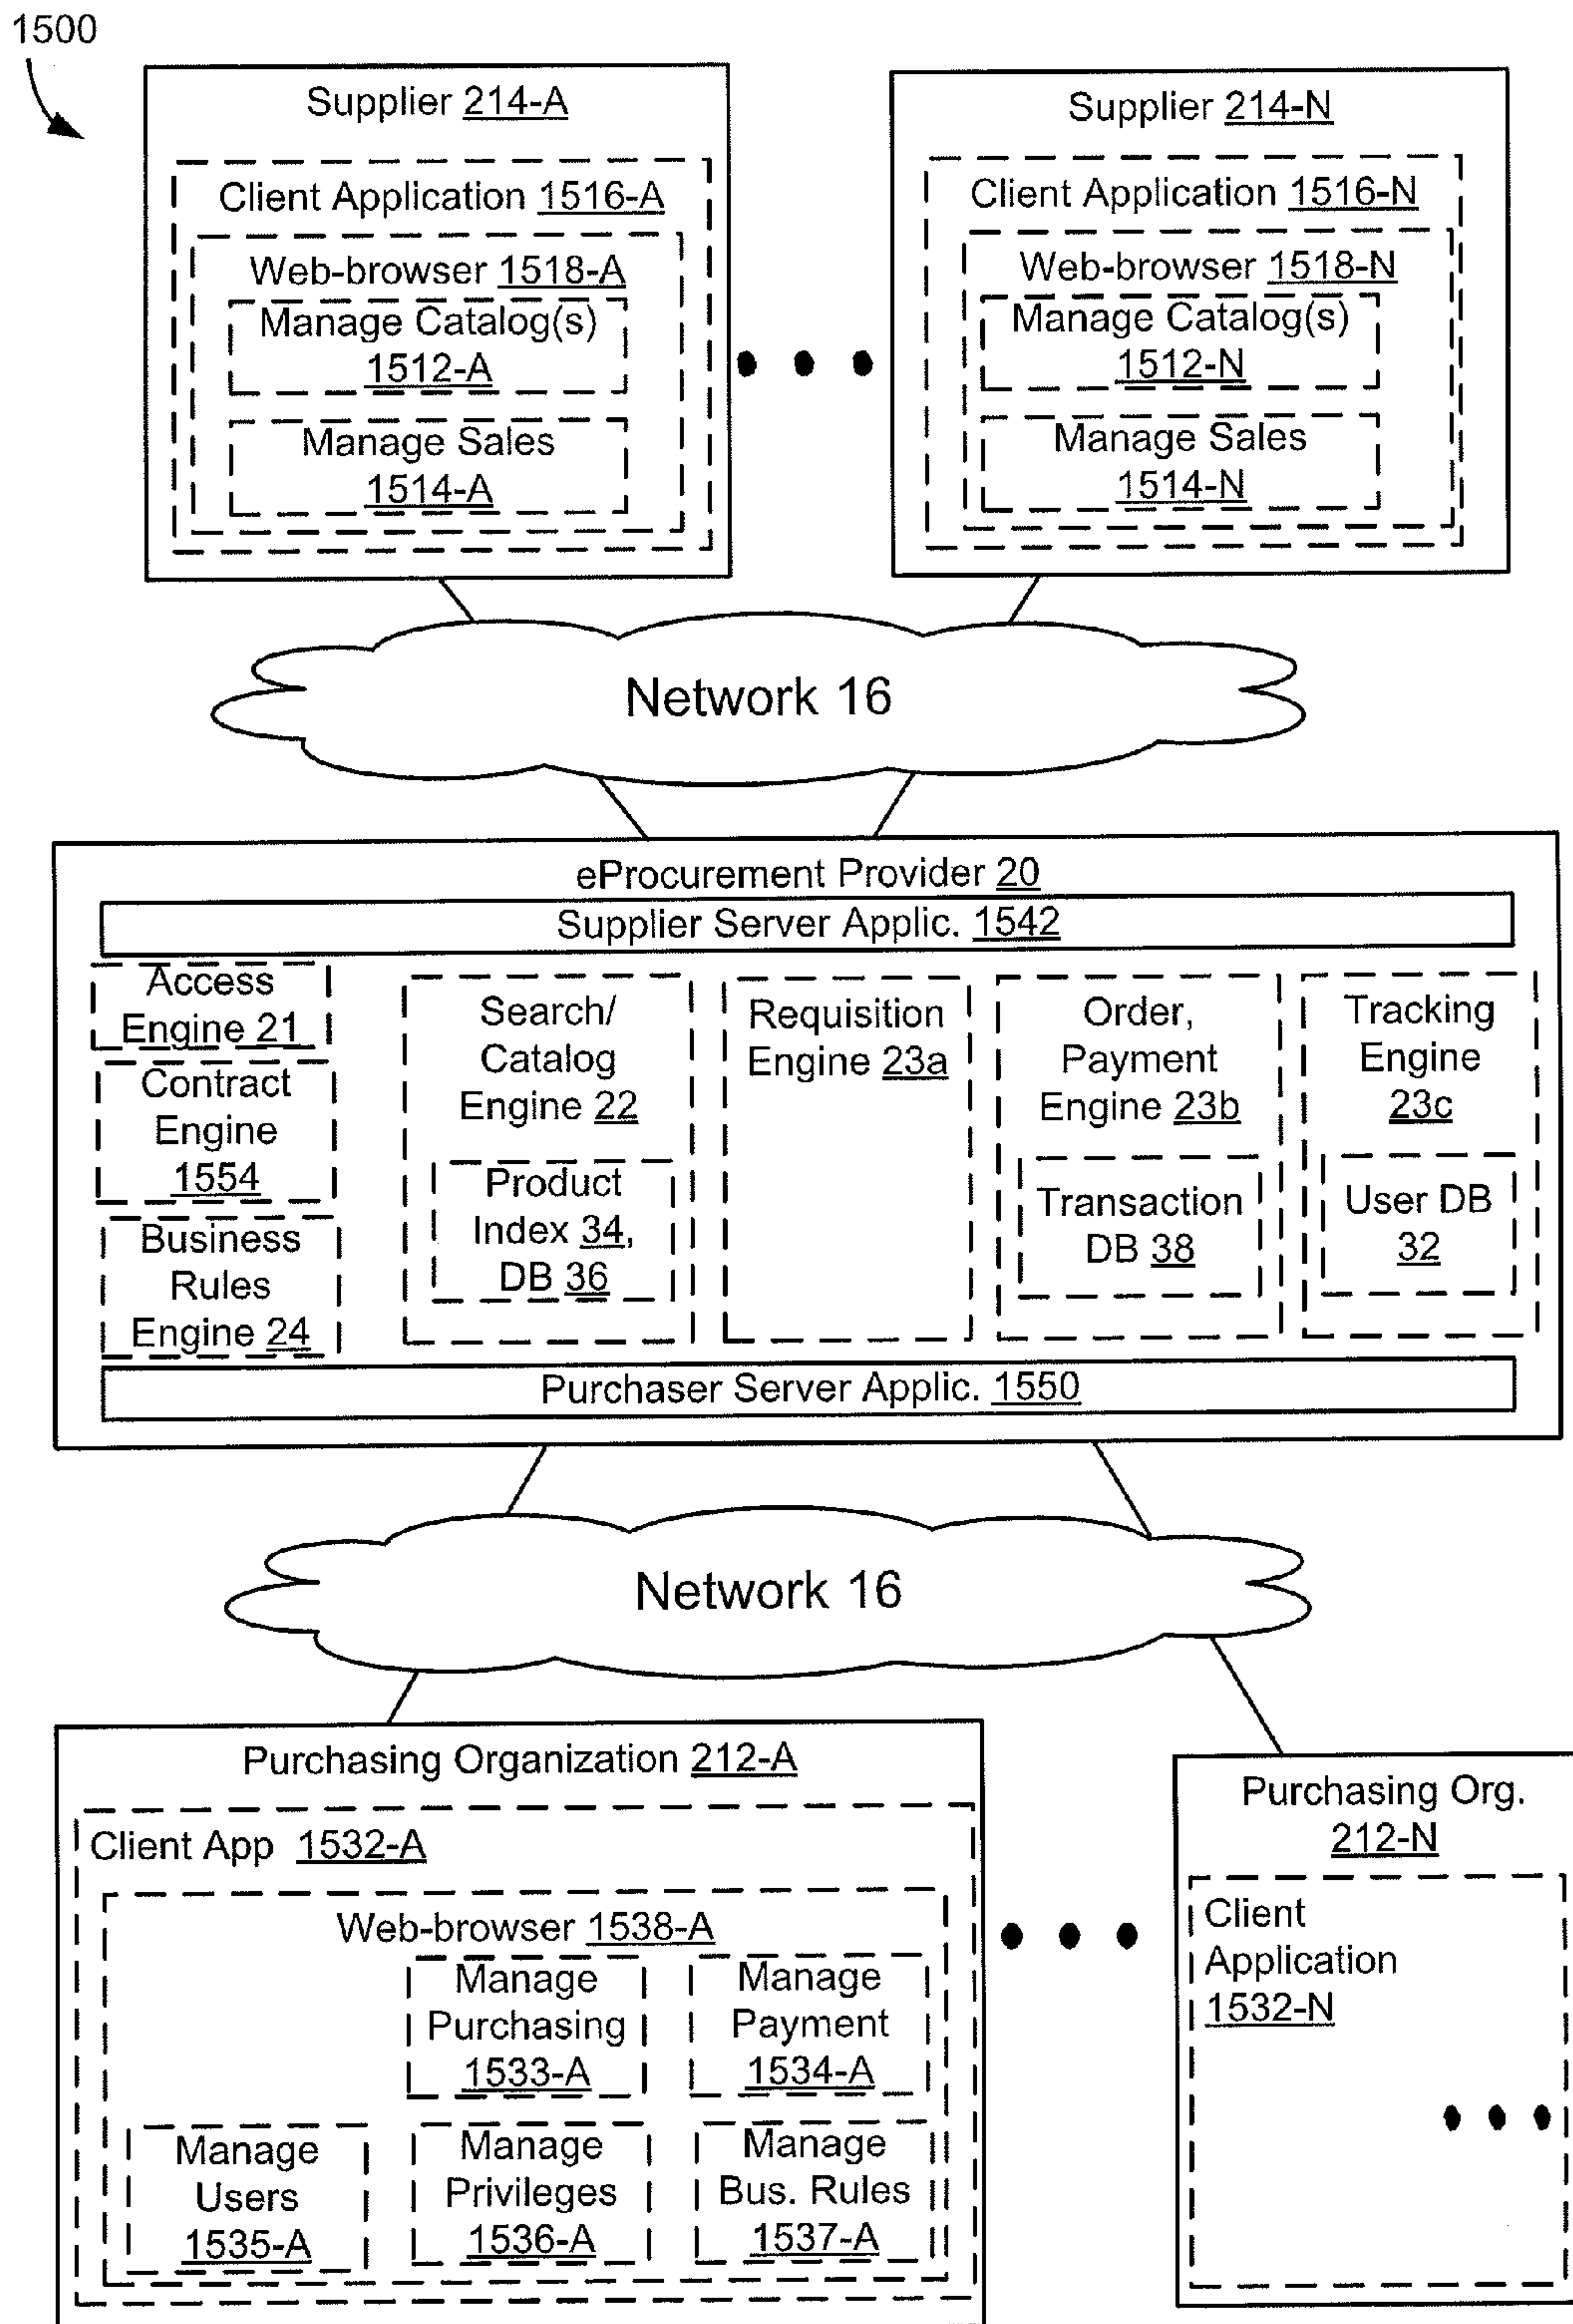 1500
Supplier 214-A
Client Application 1516-A
Web-browser 1518-A
Manage Catalog(s)
1512-A
Manage Sales
1514-A
Supplier 214-N
Client Application 1516-N
Web-browser 1518-N
Manage Catalog(s)
1512-N
Manage Sales
1514-N
Network 16
eProcurement Provider 20
Supplier Server Applic. 1542
Access
Engine 21
Contract
Engine
1554
Business
Rules
Engine 24
Search/
Catalog
Engine 22
Product
Index 34,
DB 36
Requisition
Engine 23a
Order,
Payment
Engine 23b
Transaction
DB 38
Tracking
Engine
23c
User DB
32
Purchaser Server Applic. 1550
Network 16
Purchasing Organization 212-A
Client App 1532-A
Web-browser 1538-A
Manage
Purchasing
1533-A
Manage
Payment
1534-A
Manage
Users
1535-A
Manage
Privileges
1536-A
Manage
Bus. Rules
1537-A
Purchasing Org.
212-N
Client
Application
1532-N